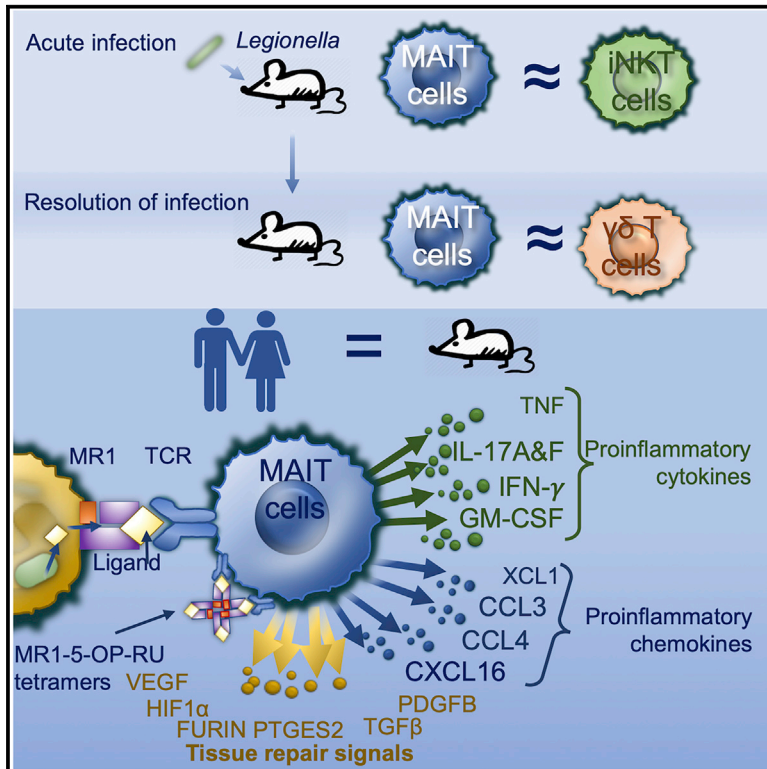 Acute infection
Legionella
MAIT
cells
≈
iNKT
cells
Resolution of infection
MAIT
cells
≈
γδ T
cells
=
MR1
TCR
MAIT
cells
Ligand
TNF
IL-17A&F
IFN-γ
GM-CSF
Proinflammatory
cytokines
XCL1
CCL3
CCL4
CXCL16
Proinflammatory
chemokines
MR1-5-OP-RU
tetramers
VEGF
HIF1α
FURIN PTGES2
TGFβ
PDGFB
Tissue repair signals